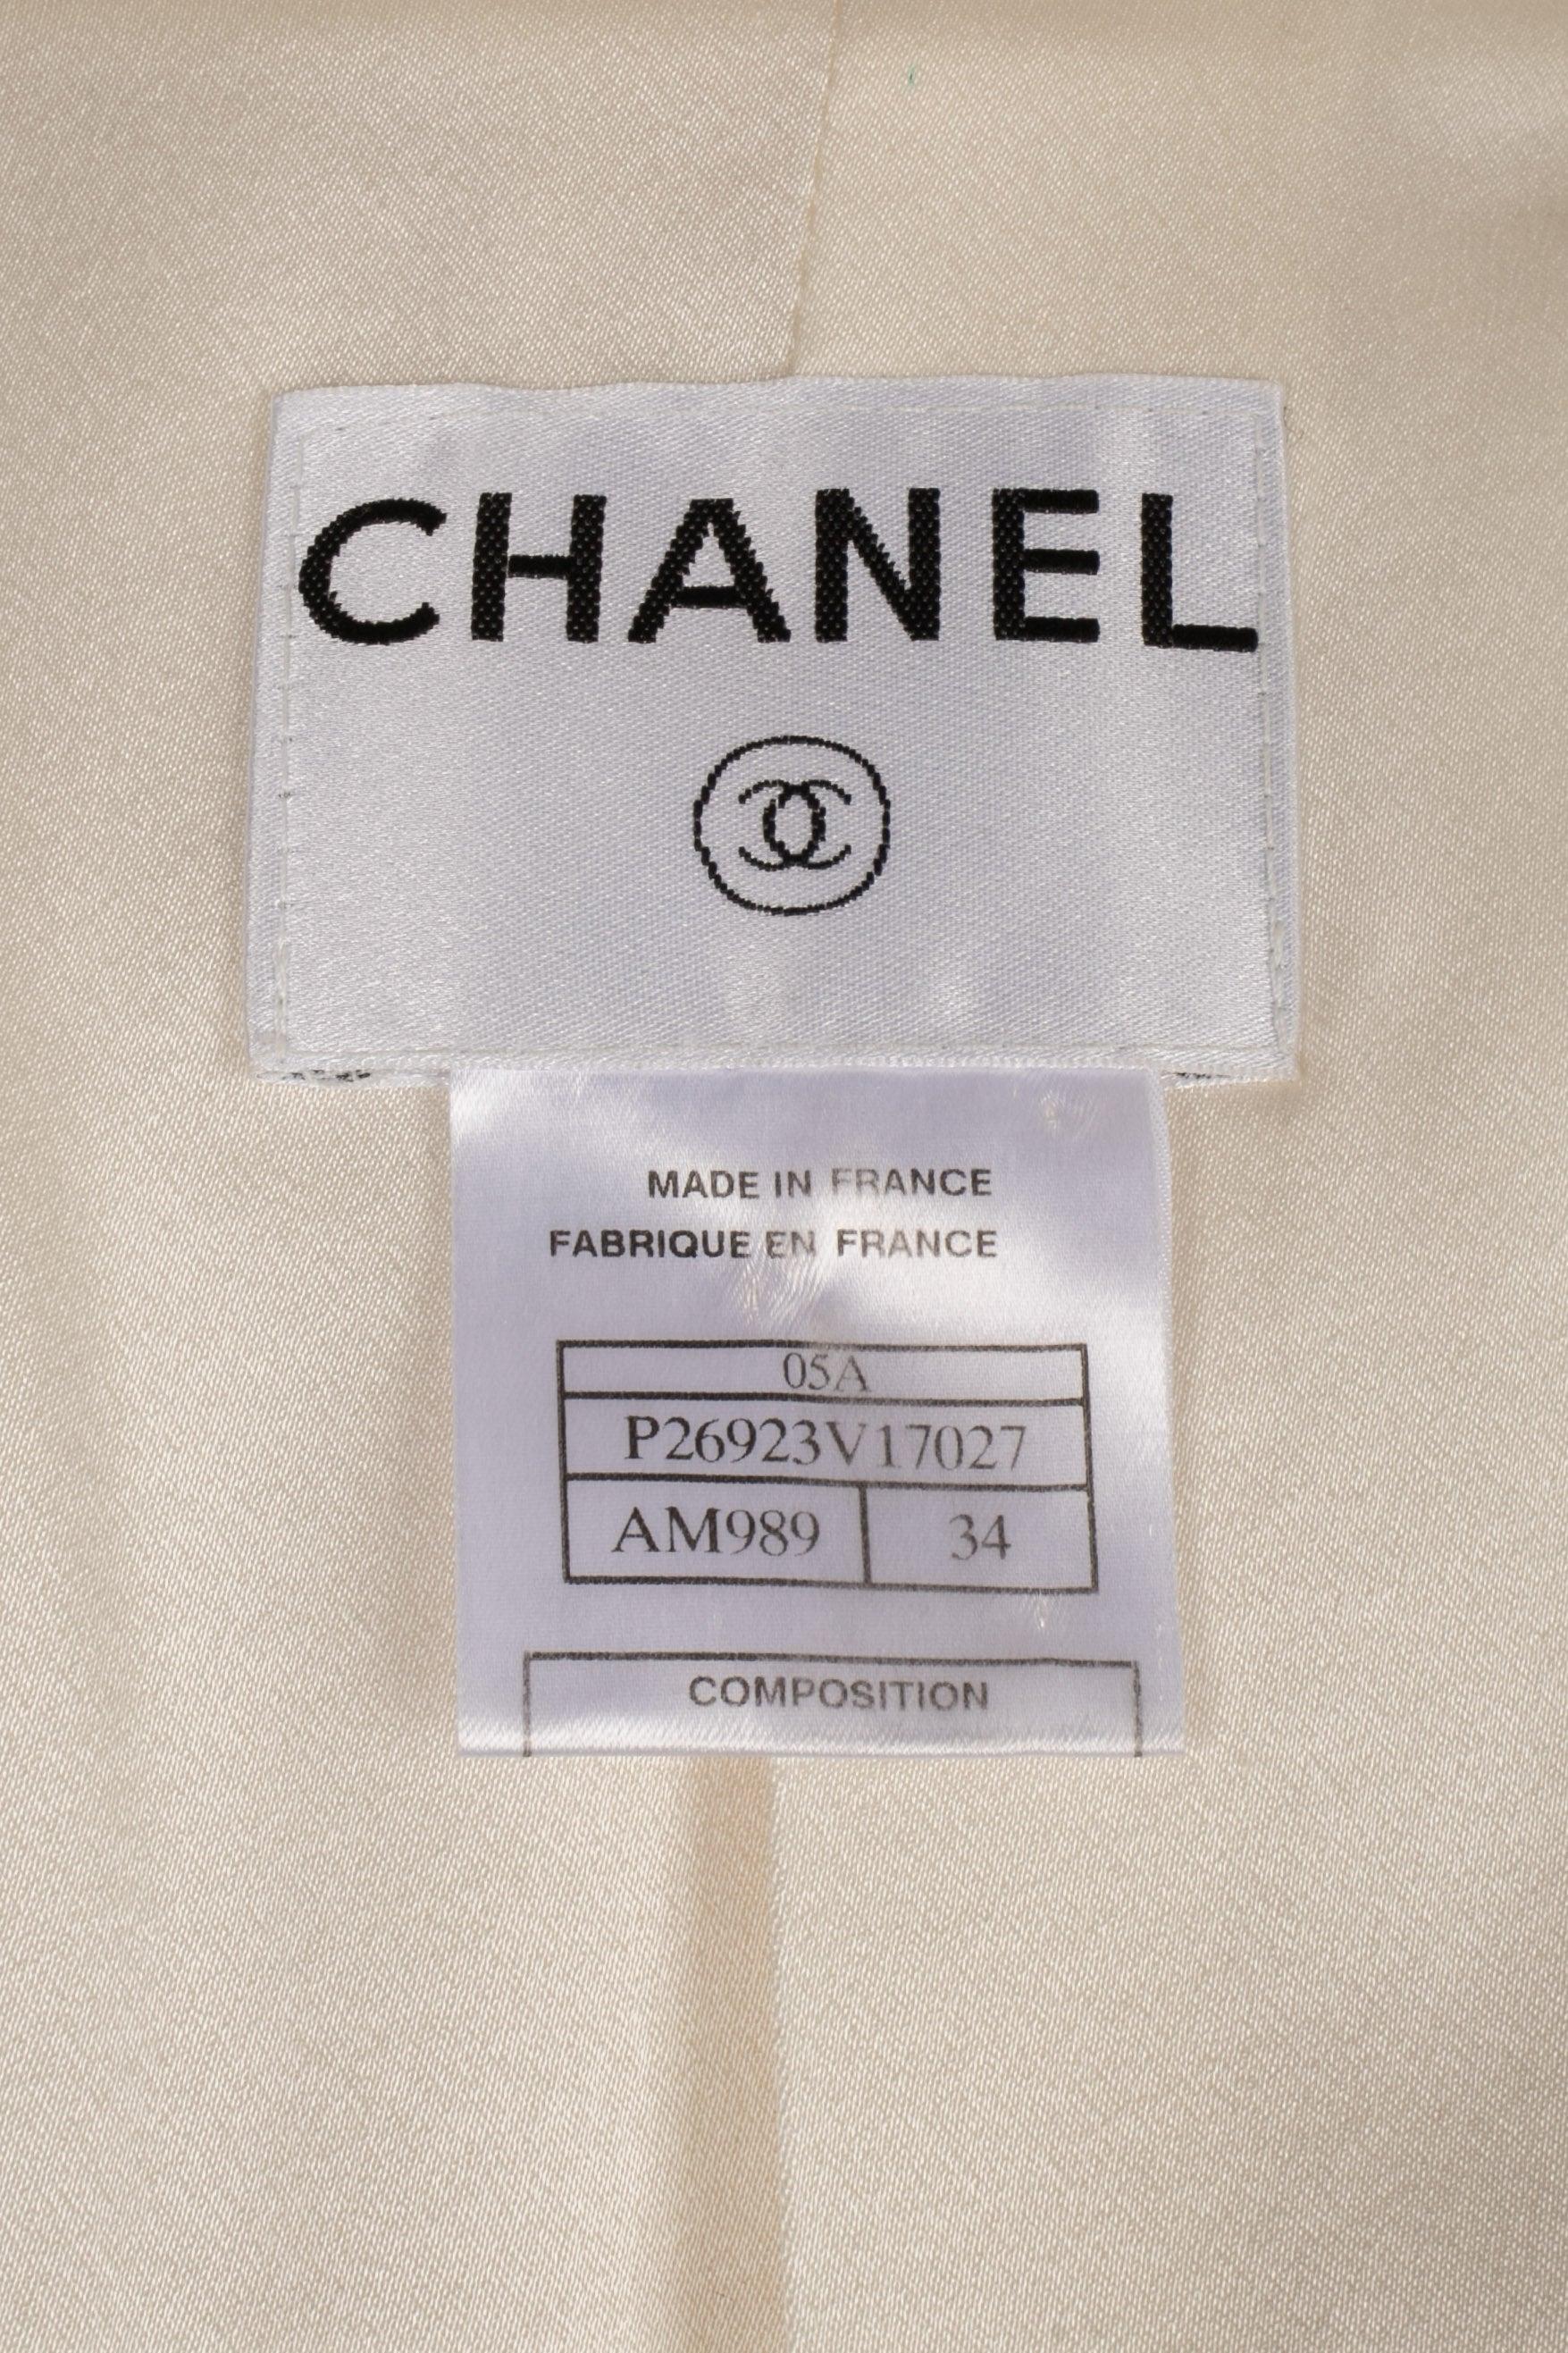 CHANEL
MADE IN FRANCE
FABRIQUE EN FRANCE
05A
P26923V17027
AM989 34
COMPOSITION